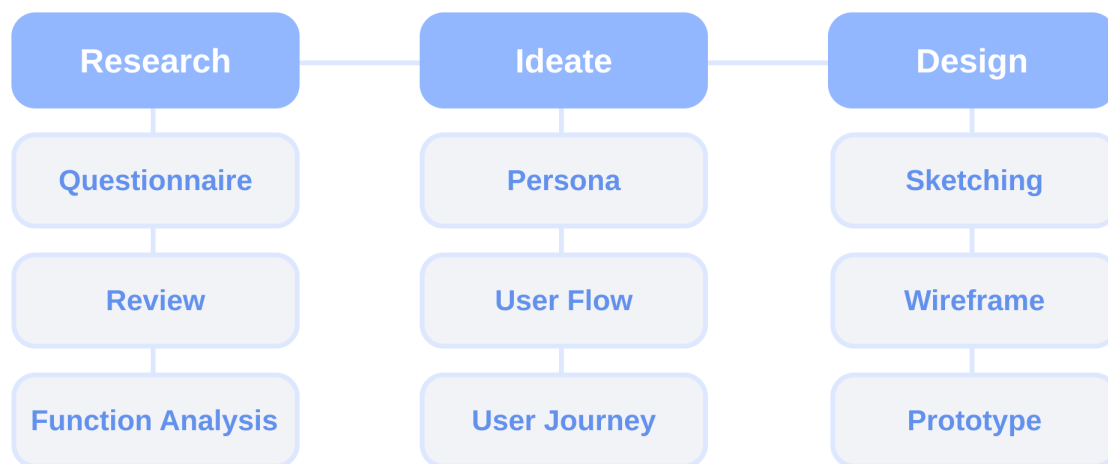 Research
Ideate
Design
Questionnaire
Persona
Sketching
Review
User Flow
Wireframe
Function Analysis
User Journey
Prototype